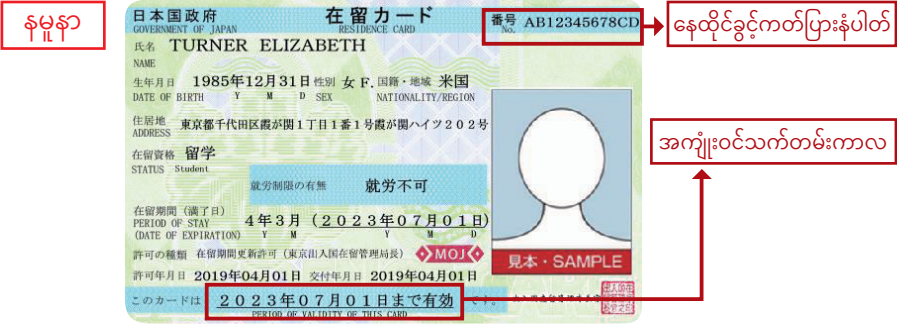 နမူနာ
日本国政府 在留カード 番号 AB12345678CD
GOVERNMENT OF JAPAN RESIDENCE CARD No.
နေထိုင်ခွင့်ကတ်ပြားနံပါတ်
氏名 TURNER ELIZABETH
NAME
生年月日 1985年12月31日 性別 女 F. 国籍・地域 米国
DATE OF BIRTH Y M D SEX NATIONALITY/REGION
住居地 東京都千代田区霞が関1丁目1番1号霞が関ハイツ202号
ADDRESS
အကျုံးဝင်သက်တမ်းကာလ
在留資格 留学
STATUS Student
就労制限の有無 就労不可
在留期間(満了日)
PERIOD OF STAY 4年3月(2023年07月01日)
(DATE OF EXPIRATION) Y M Y M D
許可の種類 在留期間更新許可(東京出入国在留管理局長) MOJ
見本・SAMPLE
許可年月日 2019年04月01日 交付年月日 2019年04月01日
このカードは 2023年07月01日まで有効 です。
PERIOD OF VALIDITY OF THIS CARD